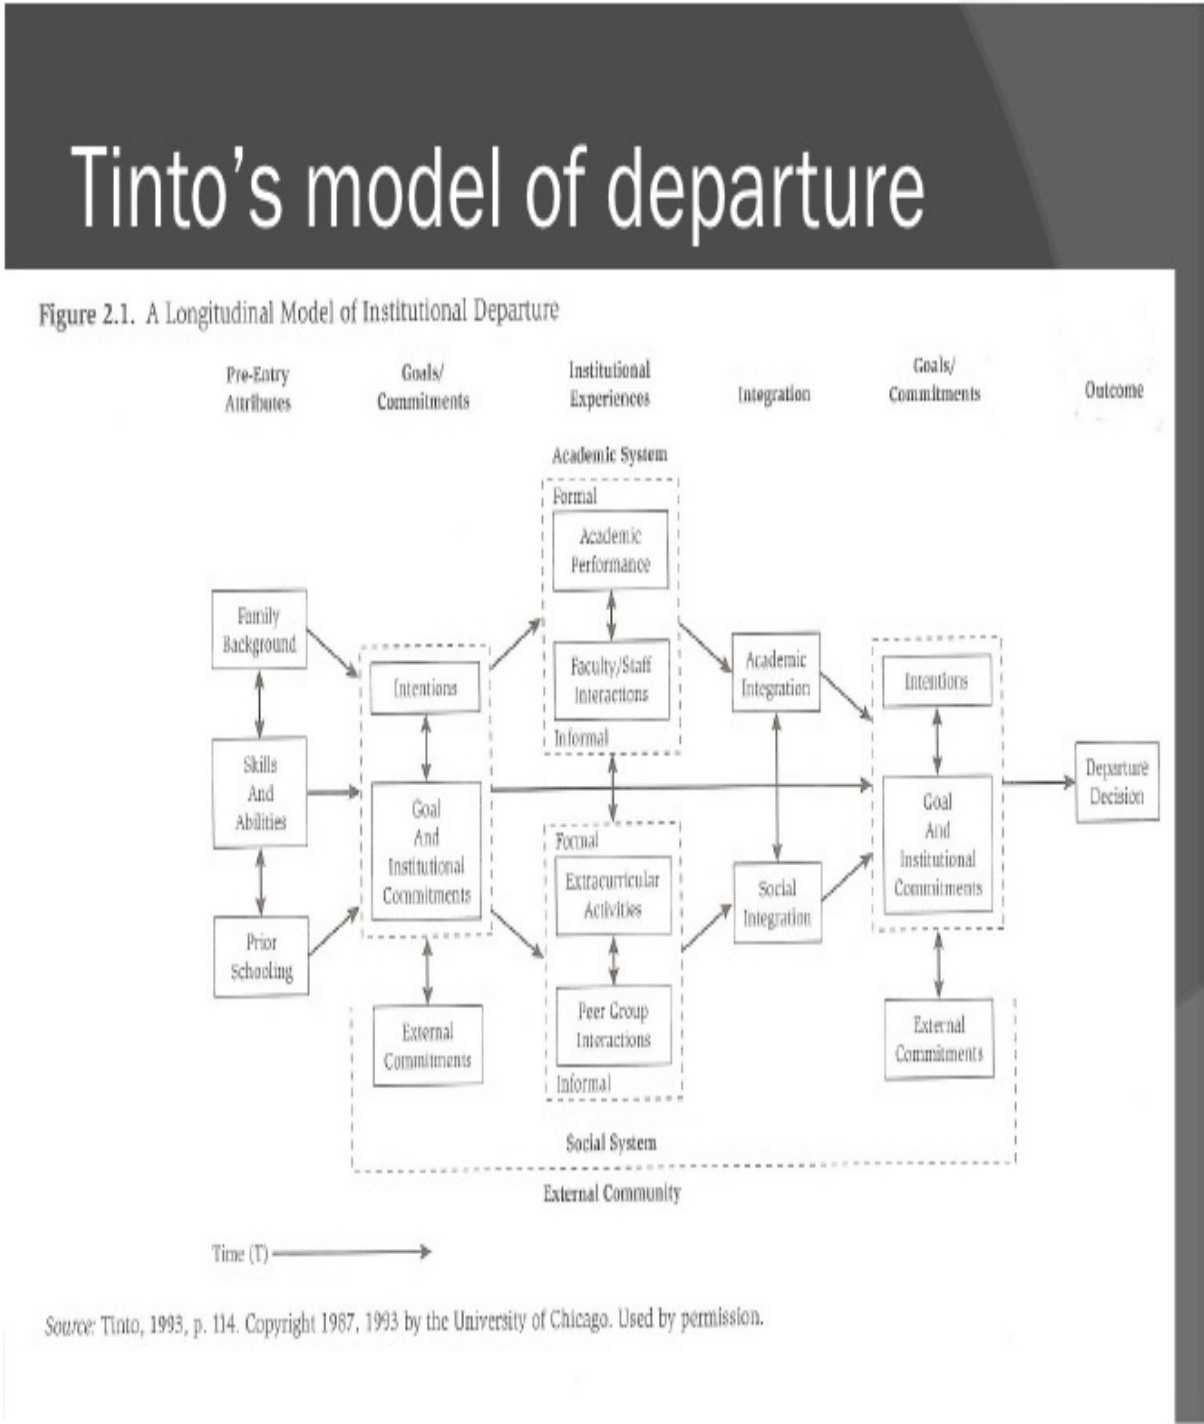 Tinto's model of departure
Figure 2.1. A Longitudinal Model of Institutional Departure
Pre-Entry
Attributes
Goals/
Commitments
Institutional
Experiences
Integration
Goals/
Commitments
Outcome
Academic System
Formal
Academic
Performance
Faculty/Staff
Interactions
Informal
Family
Background
Skills
And
Abilities
Prior
Schooling
Intentions
Goal
And
Institutional
Commitments
External
Commitments
Formal
Extracurricular
Activities
Peer Group
Interactions
Informal
Academic
Integration
Social
Integration
Intentions
Goal
And
Institutional
Commitments
External
Commitments
Departure
Decision
Social System
External Community
Time (T)
Source: Tinto, 1993, p. 114. Copyright 1987, 1993 by the University of Chicago. Used by permission.